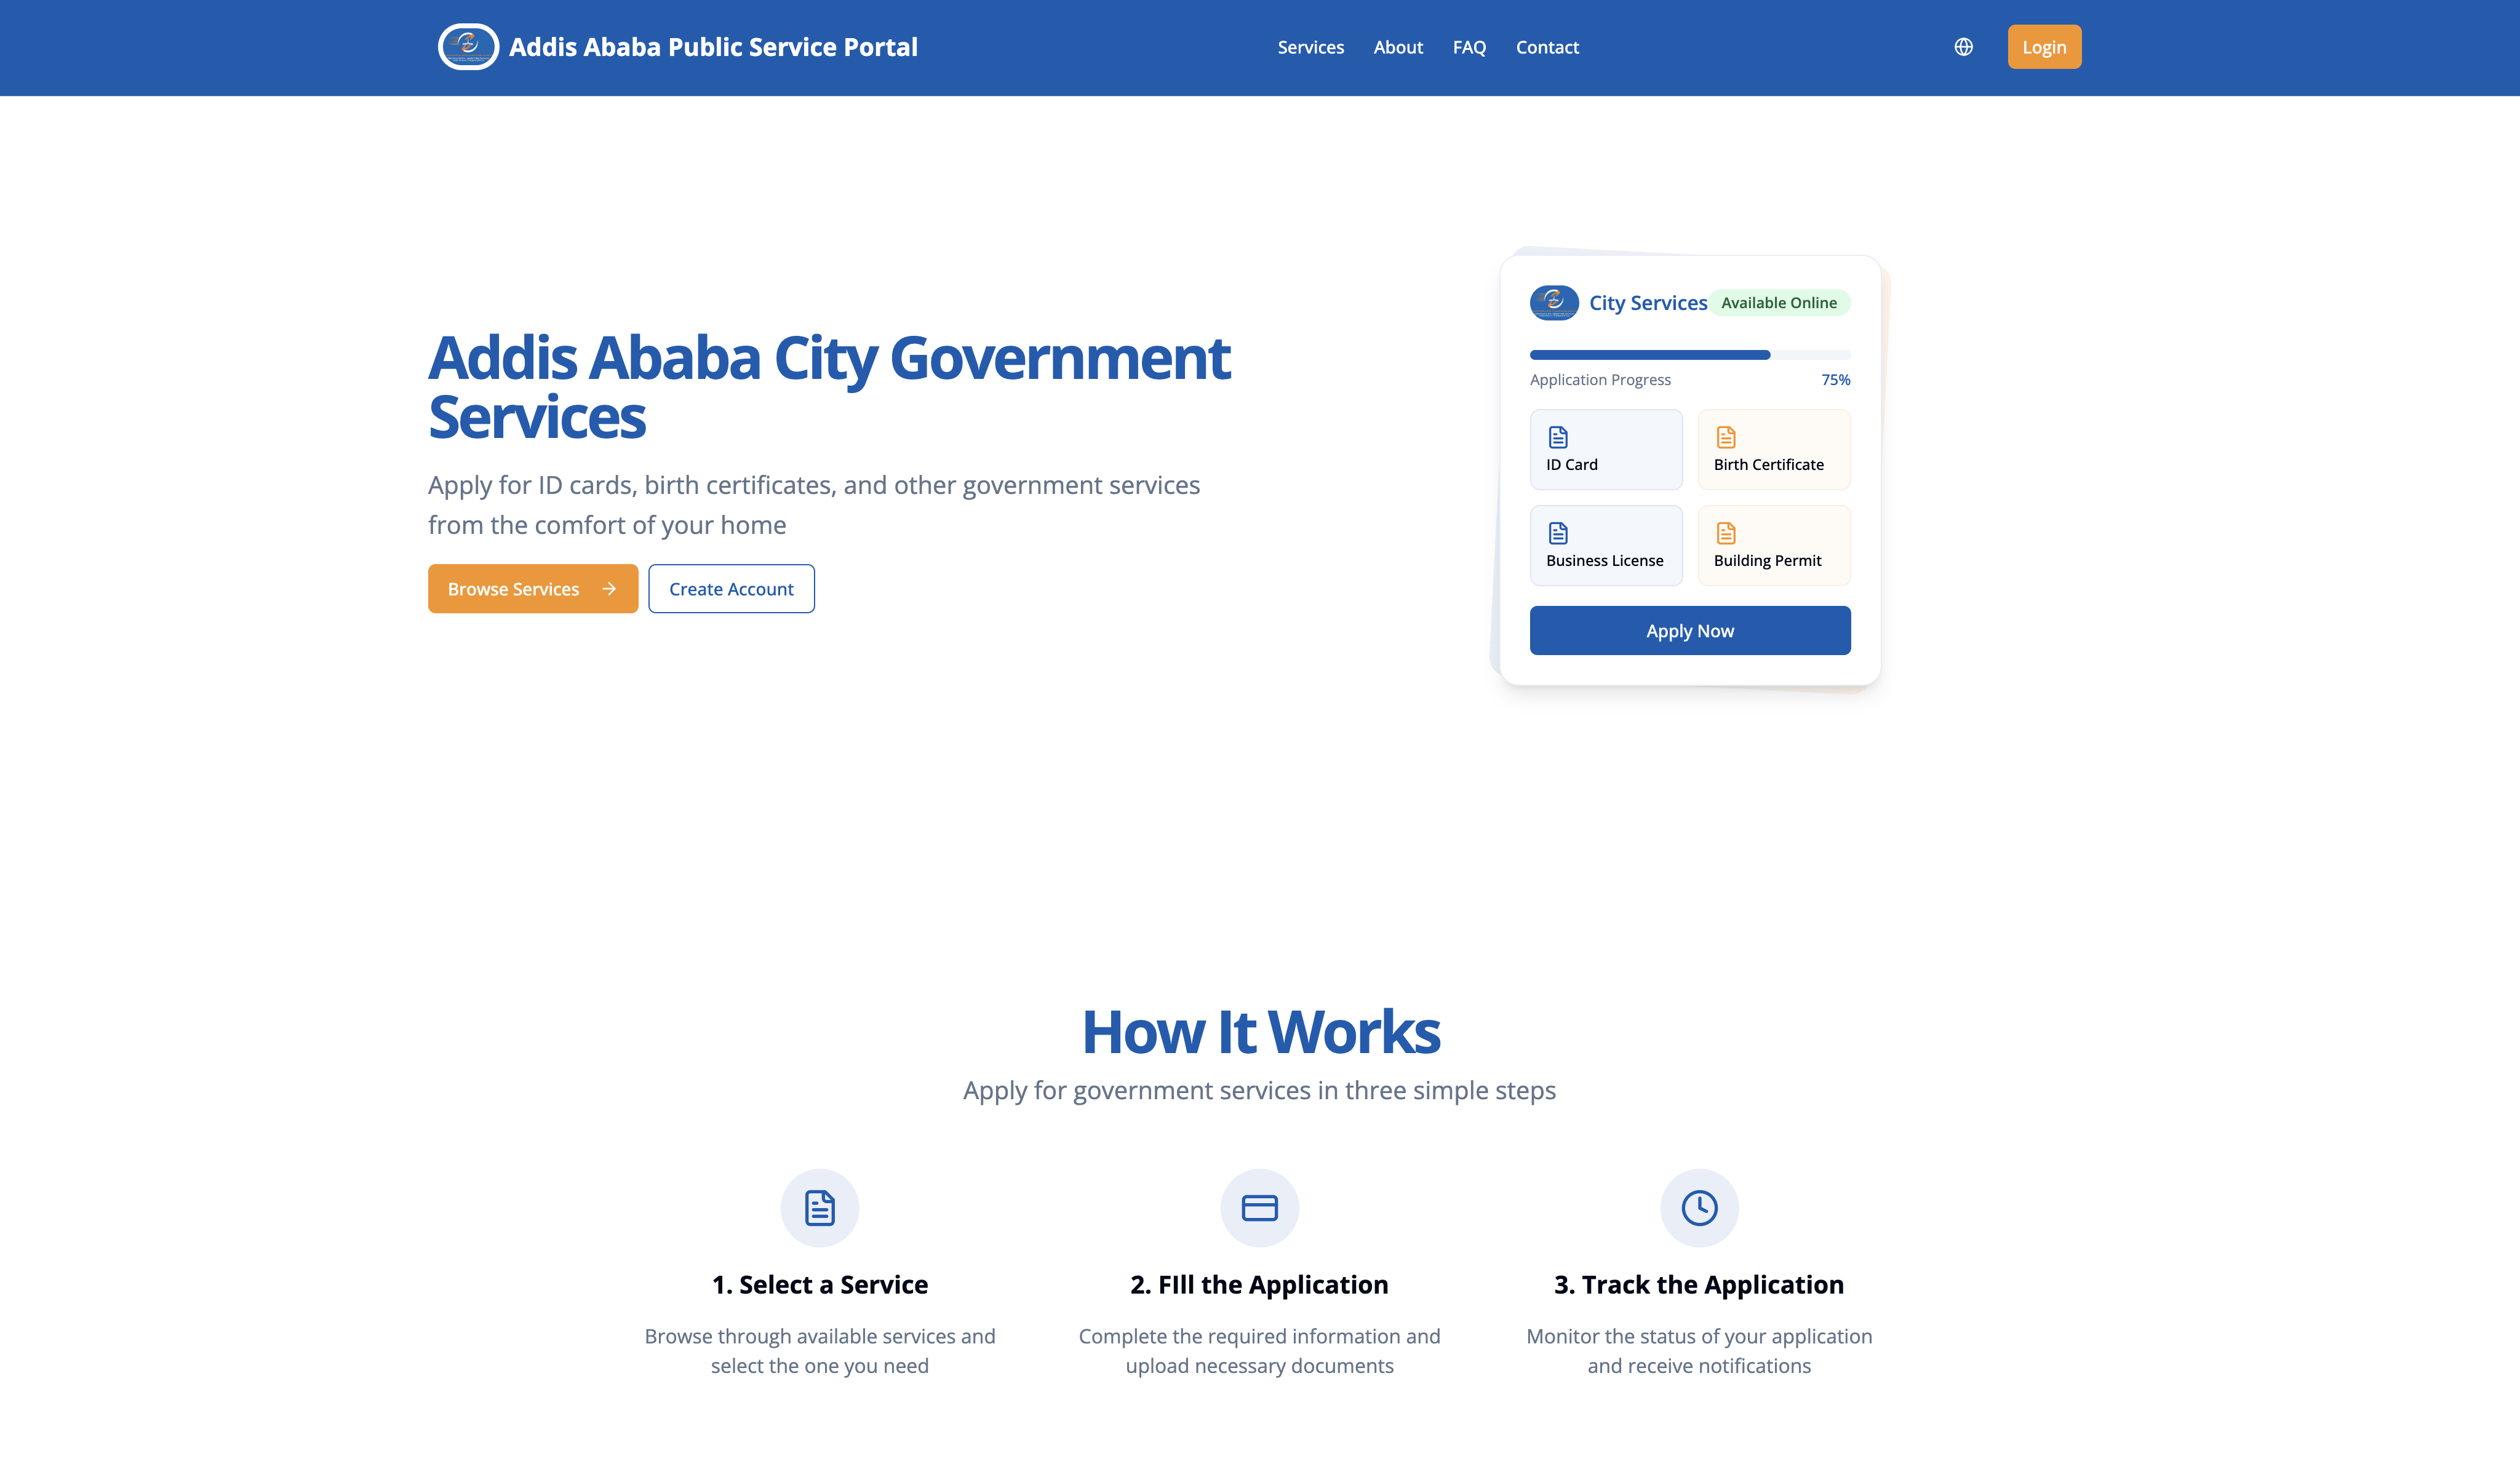 Addis Ababa Public Service Portal
Services
About
FAQ
Contact
Login
Addis Ababa City Government
Services
Apply for ID cards, birth certificates, and other government services
from the comfort of your home
Browse Services
Create Account
City Services
Available Online
Application Progress
75%
ID Card
Birth Certificate
Business License
Building Permit
Apply Now
How It Works
Apply for government services in three simple steps
1. Select a Service
Browse through available services and
select the one you need
2. FIll the Application
Complete the required information and
upload necessary documents
3. Track the Application
Monitor the status of your application
and receive notifications